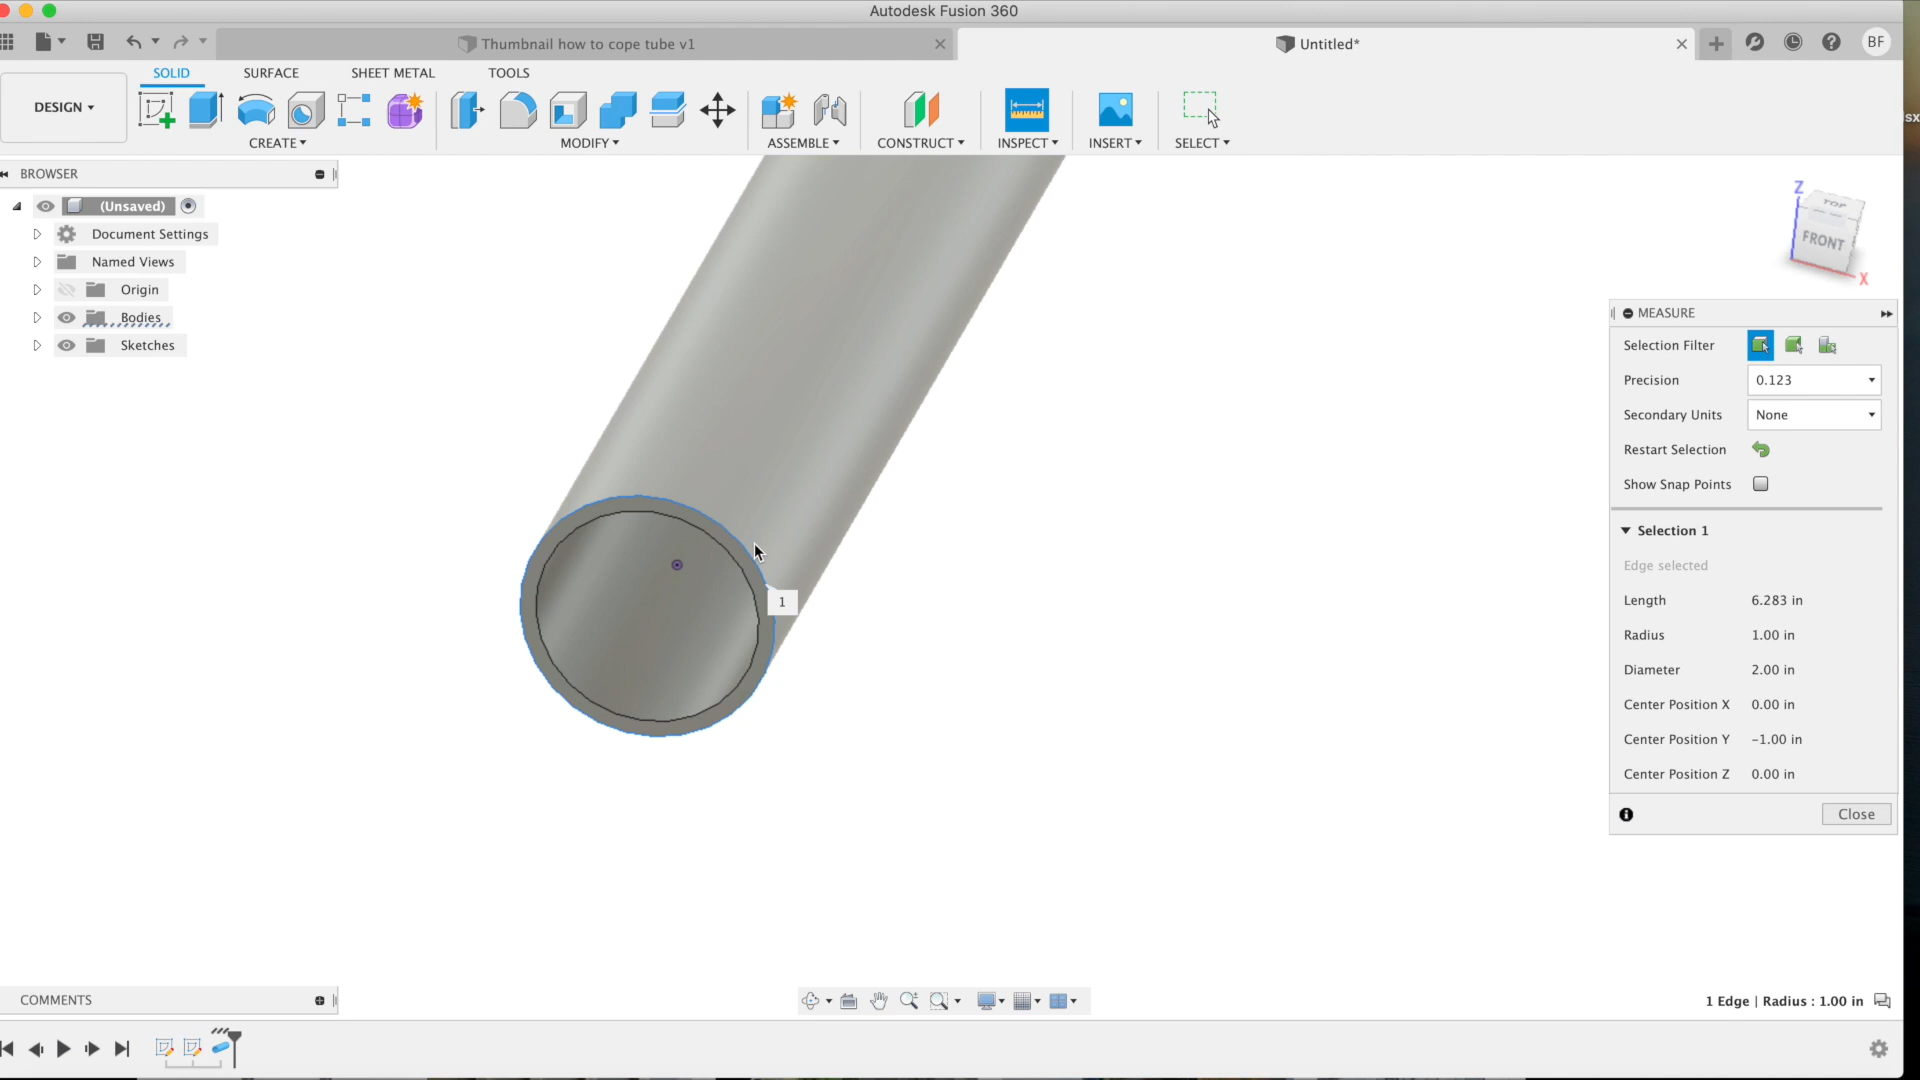 Autodesk Fusion 360
Thumbnail how to cope tube v1
Untitled*
BF
SOLID SURFACE SHEET METAL TOOLS
DESIGN
CREATE MODIFY ASSEMBLE CONSTRUCT INSPECT INSERT SELECT
sx
BROWSER
(Unsaved)
Document Settings
Named Views
Origin
Bodies
Sketches
Z
TOP
FRONT
X
1
MEASURE
Selection Filter
Precision 0.123
Secondary Units None
Restart Selection
Show Snap Points
Selection 1
Edge selected
Length 6.283 in
Radius 1.00 in
Diameter 2.00 in
Center Position X 0.00 in
Center Position Y -1.00 in
Center Position Z 0.00 in
Close
COMMENTS
1 Edge | Radius : 1.00 in